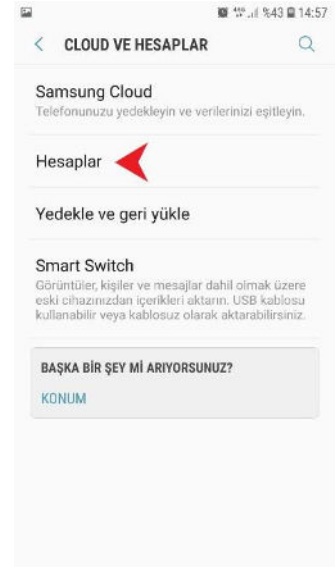 %43 14:57
CLOUD VE HESAPLAR
Samsung Cloud
Telefonunuzu yedekleyin ve verilerinizi eşitleyin.
Hesaplar
Yedekle ve geri yükle
Smart Switch
Görüntüler, kişiler ve mesajlar dahil olmak üzere
eski cihazınızdan içerikleri aktarın. USB kablosu
kullanabilir veya kablosuz olarak aktarabilirsiniz.
BAŞKA BİR ŞEY Mİ ARIYORSUNUZ?
KONUM